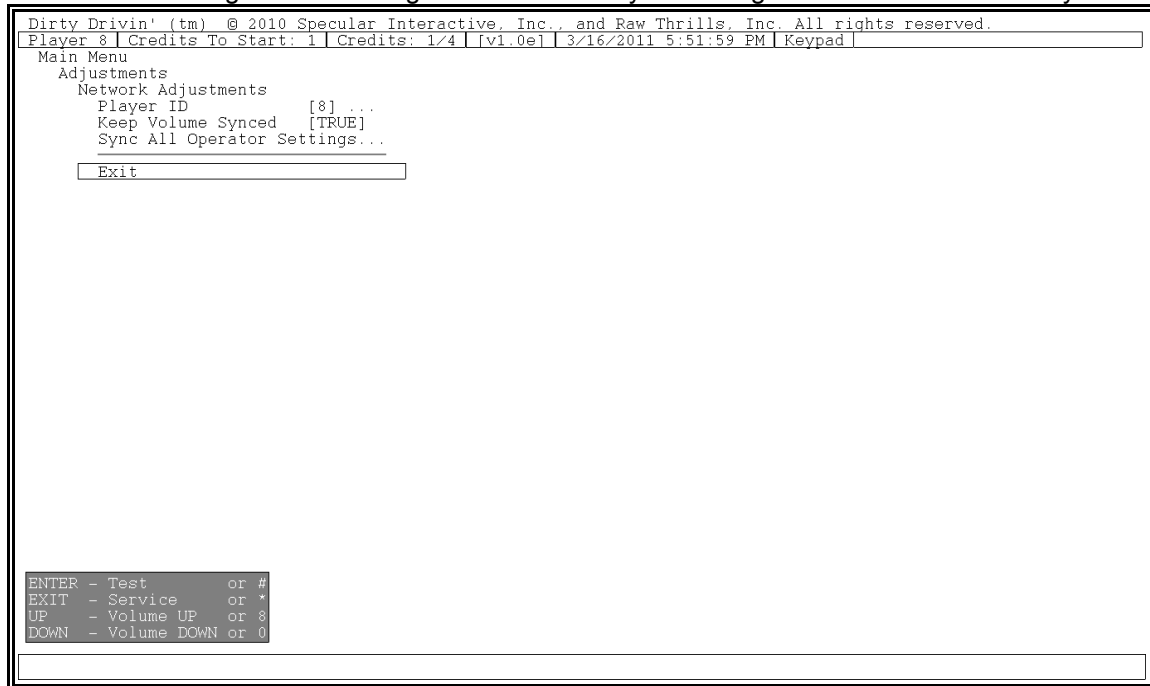 Dirty Drivin' (tm) @ 2010 Specular Interactive, Inc., and Raw Thrills, Inc. All rights reserved.
Player 8 | Credits To Start: 1 | Credits: 1/4 | [v1.0e] | 3/16/2011 5:51:59 PM | Keypad |
Main Menu
Adjustments
Network Adjustments
Player ID [8] ...
Keep Volume Synced [TRUE]
Sync All Operator Settings...
Exit
ENTER - Test or #
EXIT - Service or *
UP - Volume UP or 8
DOWN - Volume DOWN or 0